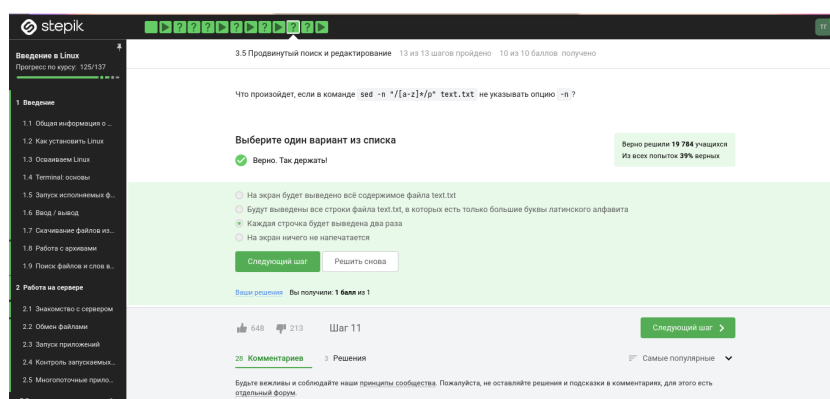 stepik
TF
Введение в Linux
Прогресс по курсу: 125/137
1 Введение
1.1 Общая информация о ...
1.2 Как установить Linux
1.3 Осваиваем Linux
1.4 Terminal: основы
1.5 Запуск исполняемых ф...
1.6 Ввод / вывод
1.7 Скачивание файлов из...
1.8 Работа с архивами
1.9 Поиск файлов и слов в...
2 Работа на сервере
2.1 Знакомство с сервером
2.2 Обмен файлами
2.3 Запуск приложений
2.4 Контроль запускаемых...
2.5 Многопоточные прило...
3.5 Продвинутый поиск и редактирование 13 из 13 шагов пройдено 10 из 10 баллов получено
Что произойдет, если в команде sed -n "/[a-z]*/p" text.txt не указывать опцию -n ?
Выберите один вариант из списка
Верно. Так держать!
Верно решили 19 784 учащихся
Из всех попыток 39% верных
На экран будет выведено всё содержимое файла text.txt
Будут выведены все строки файла text.txt, в которых есть только большие буквы латинского алфавита
Каждая строчка будет выведена два раза
На экран ничего не напечатается
Следующий шаг Решить снова
Ваши решения Вы получили: 1 балл из 1
648 213 Шаг 11 Следующий шаг
28 Комментариев 3 Решения Самые популярные
Будьте вежливы и соблюдайте наши принципы сообщества. Пожалуйста, не оставляйте решения и подсказки в комментариях, для этого есть
отдельный форум.